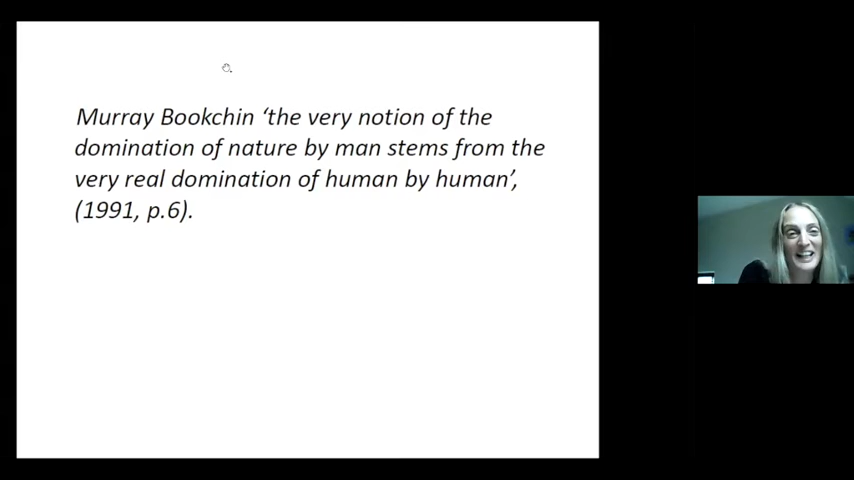 Murray Bookchin ‘the very notion of the
domination of nature by man stems from the
very real domination of human by human’,
(1991, p.6).